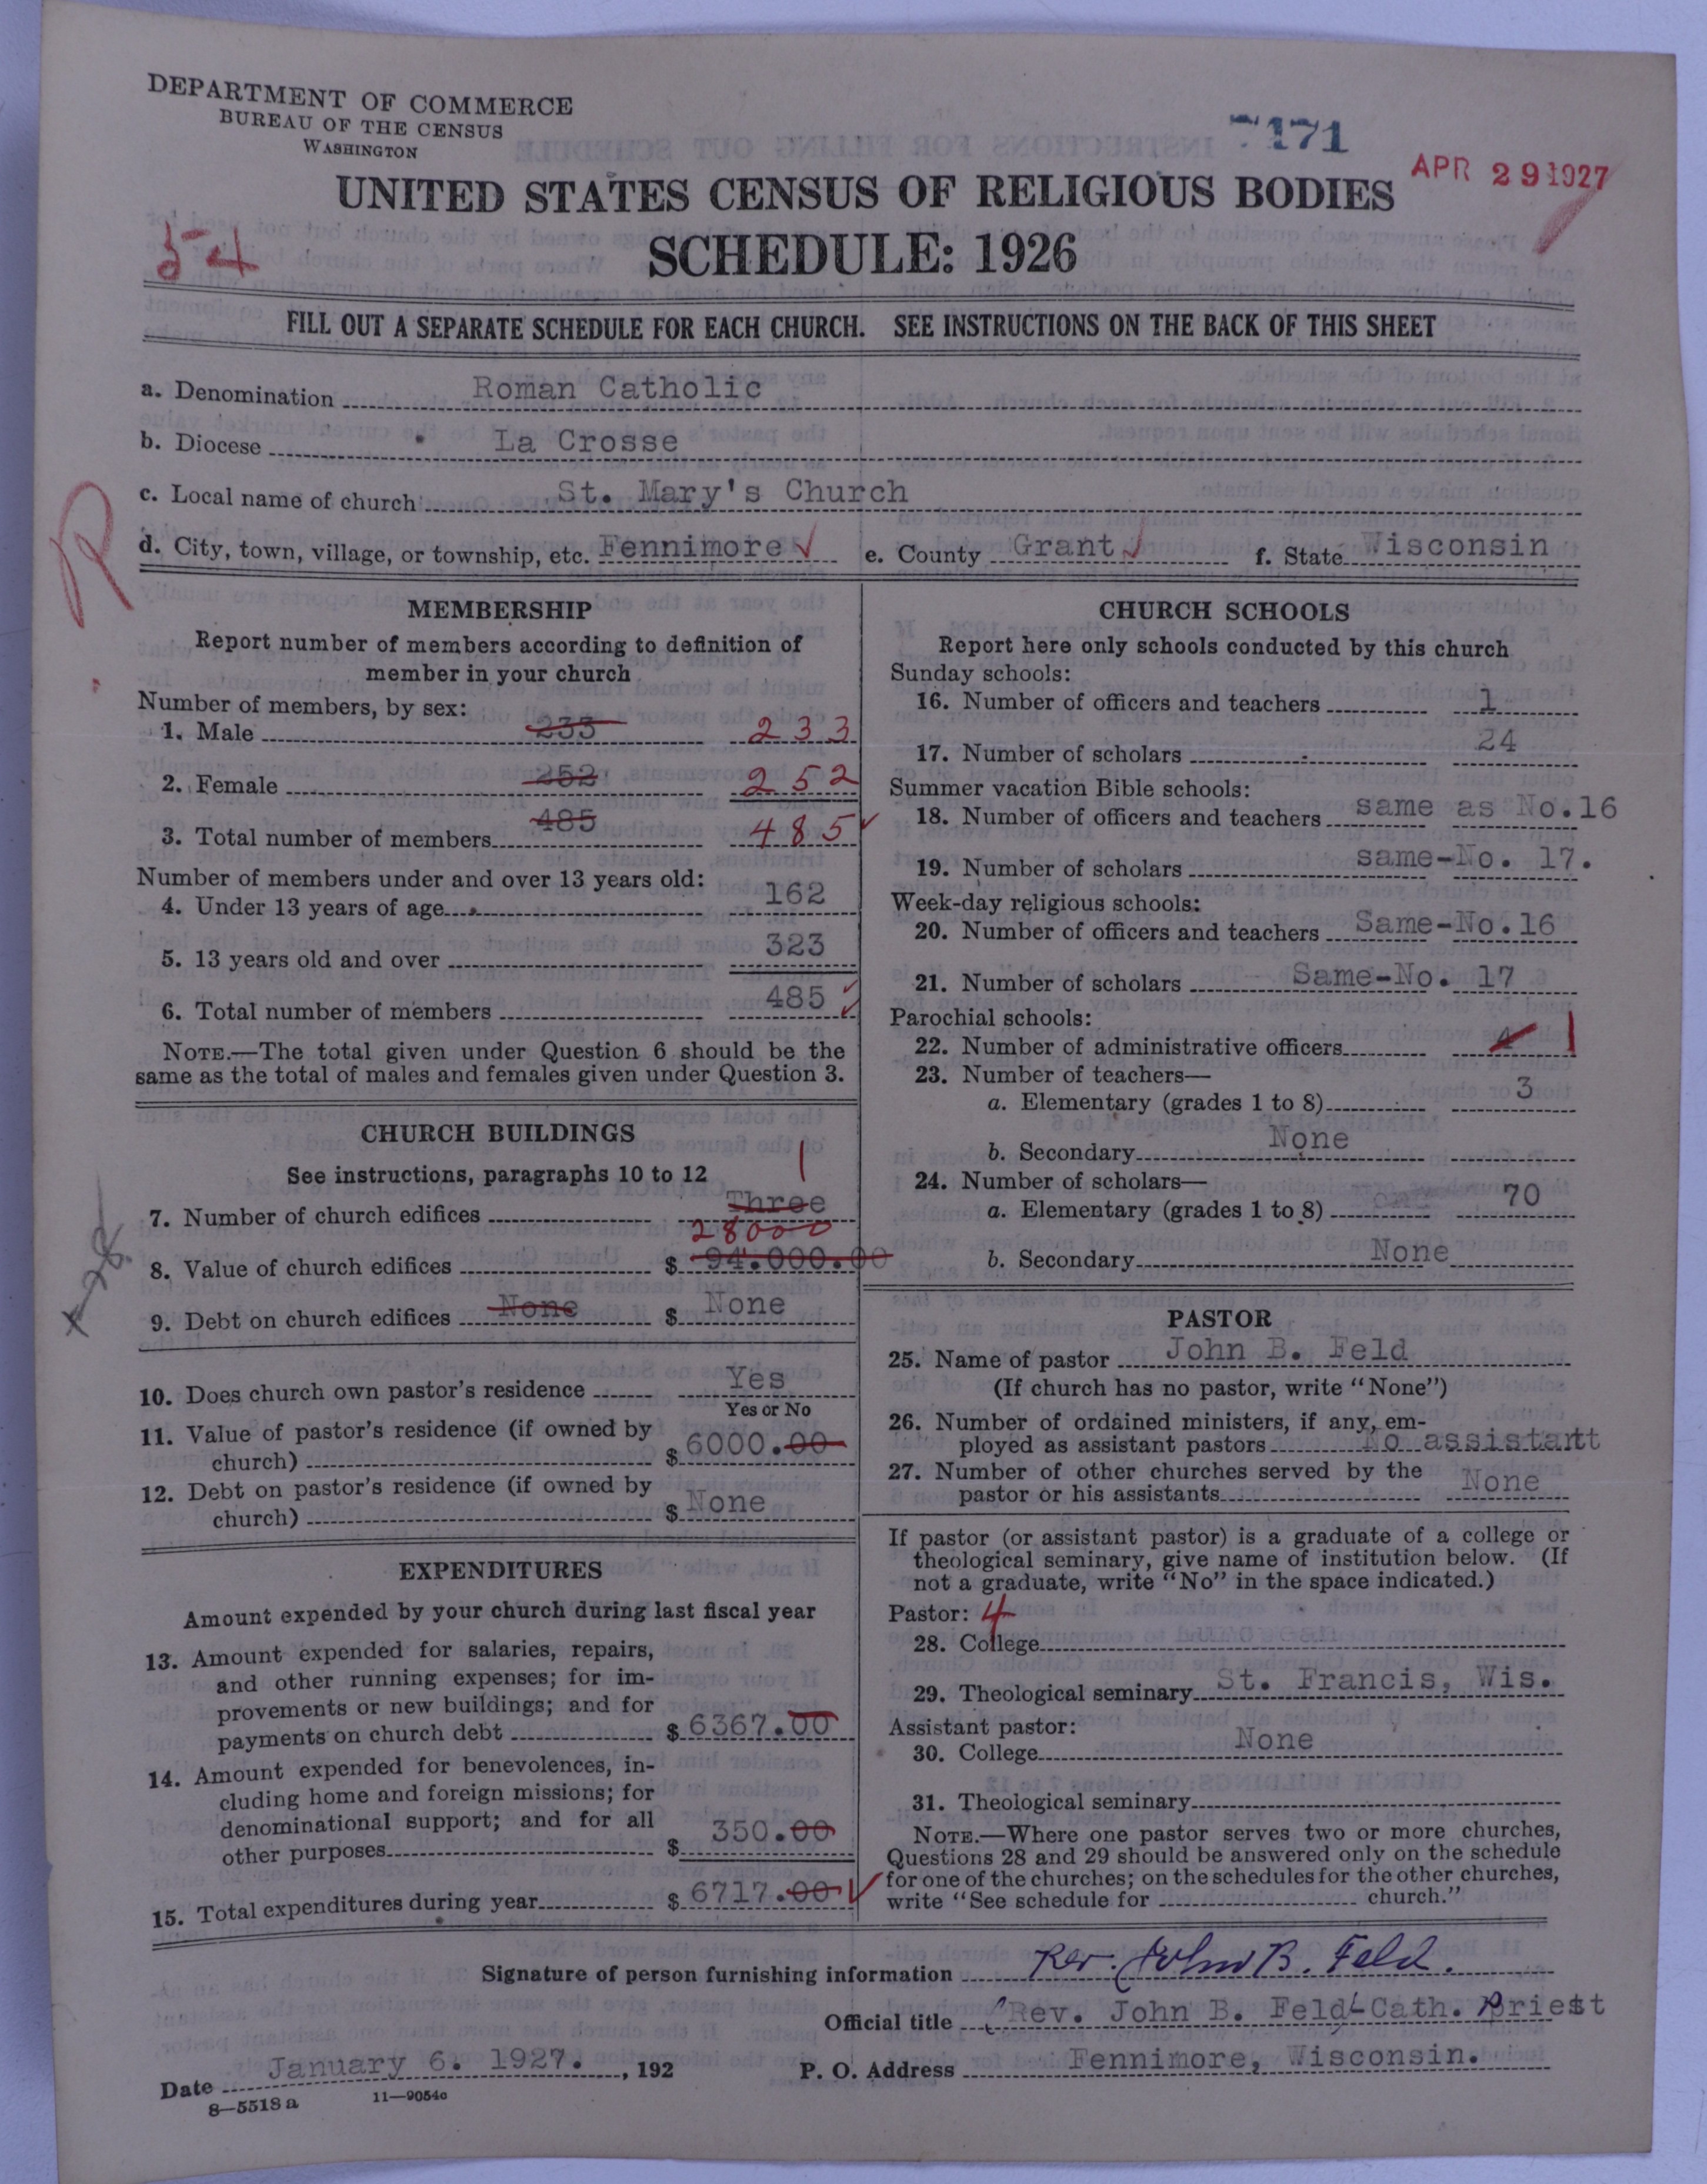 DEPARTMENT OF COMMERCE
BUREAU OF THE CENSUS
WASHINGTON
7171
APR 29 1927
UNITED STATES CENSUS OF RELIGIOUS BODIES
54
SCHEDULE: 1926
FILL OUT A SEPARATE SCHEDULE FOR EACH CHURCH. SEE INSTRUCTIONS ON THE BACK OF THIS SHEET
a. Denomination Roman Catholic
b. Diocese La Crosse
c. Local name of church St. Mary's Church
d. City, town, village, or township, etc. Fennimore ✓ e. County Grant ✓ f. State Wisconsin
R
MEMBERSHIP
Report number of members according to definition of
member in your church
Number of members, by sex:
1. Male 233 233
2. Female 252 252
3. Total number of members 485 485 ✓
Number of members under and over 13 years old:
4. Under 13 years of age 162
5. 13 years old and over 323
6. Total number of members 485 ✓
NOTE.—The total given under Question 6 should be the
same as the total of males and females given under Question 3.
CHURCH BUILDINGS
See instructions, paragraphs 10 to 12
1
7. Number of church edifices Three
28000
8. Value of church edifices $ 94.000.00
9. Debt on church edifices None $ None
10. Does church own pastor's residence Yes
Yes or No
11. Value of pastor's residence (if owned by
church) $ 6000.00
12. Debt on pastor's residence (if owned by
church) $ None
EXPENDITURES
Amount expended by your church during last fiscal year
13. Amount expended for salaries, repairs,
and other running expenses; for im-
provements or new buildings; and for
payments on church debt $ 6367.00
14. Amount expended for benevolences, in-
cluding home and foreign missions; for
denominational support; and for all
other purposes $ 350.00
15. Total expenditures during year $ 6717.00 ✓
CHURCH SCHOOLS
Report here only schools conducted by this church
Sunday schools:
16. Number of officers and teachers 1
17. Number of scholars 24
Summer vacation Bible schools:
18. Number of officers and teachers same as No.16
19. Number of scholars same-No. 17.
Week-day religious schools:
20. Number of officers and teachers Same-No.16
21. Number of scholars Same-No. 17
Parochial schools:
22. Number of administrative officers 4 1
23. Number of teachers—
a. Elementary (grades 1 to 8) 3
b. Secondary None
24. Number of scholars—
a. Elementary (grades 1 to 8) 70
b. Secondary None
PASTOR
25. Name of pastor John B. Feld
(If church has no pastor, write "None")
26. Number of ordained ministers, if any, em-
ployed as assistant pastors No assistantt
27. Number of other churches served by the
pastor or his assistants None
If pastor (or assistant pastor) is a graduate of a college or
theological seminary, give name of institution below. (If
not a graduate, write "No" in the space indicated.)
Pastor: 4
28. College
29. Theological seminary St. Francis, Wis.
Assistant pastor:
30. College None
31. Theological seminary
NOTE.—Where one pastor serves two or more churches,
Questions 28 and 29 should be answered only on the schedule
for one of the churches; on the schedules for the other churches,
write "See schedule for church."
Signature of person furnishing information Rev. John B. Feld.
Official title (Rev. John B. Feld-Cath. Priest
Date January 6. 1927. , 192 P. O. Address Fennimore, Wisconsin.
8—5518 a 11—9054c